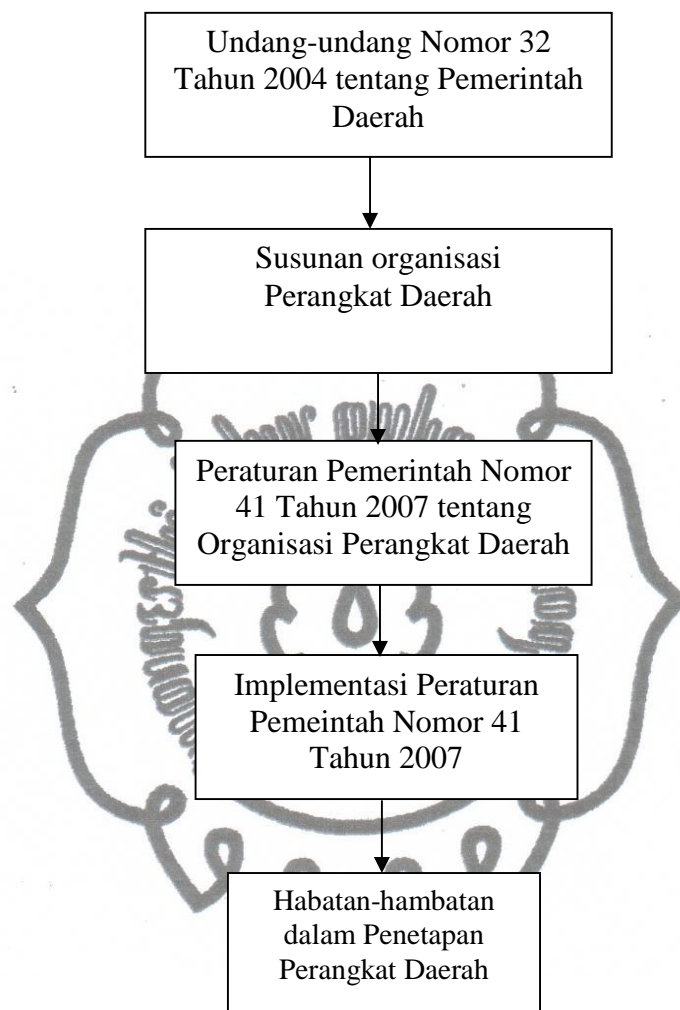 Undang-undang Nomor 32
Tahun 2004 tentang Pemerintah
Daerah
Susunan organisasi
Perangkat Daerah
Peraturan Pemerintah Nomor
41 Tahun 2007 tentang
Organisasi Perangkat Daerah
Implementasi Peraturan
Pemeintah Nomor 41
Tahun 2007
Habatan-hambatan
dalam Penetapan
Perangkat Daerah